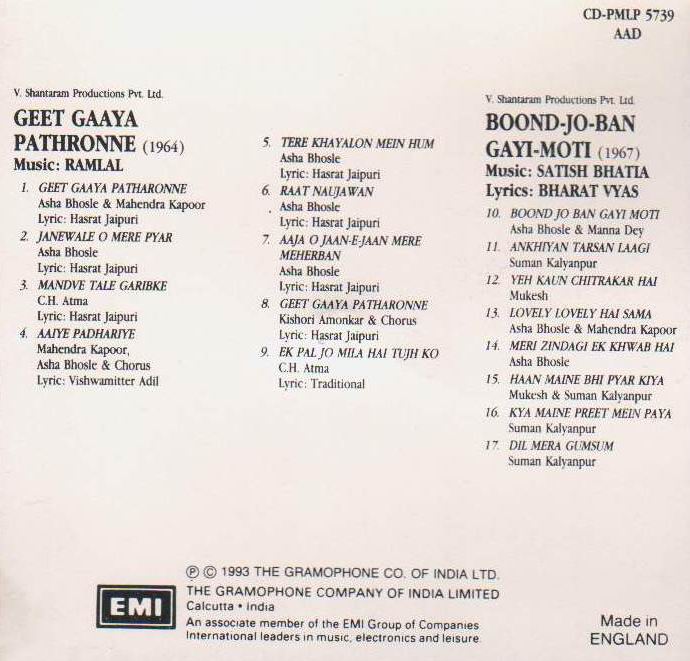 CD-PMLP 5739
AAD
V. Shantaram Productions Pvt. Ltd.
GEET GAAYA
PATHRONNE (1964)
Music: RAMLAL
1. GEET GAAYA PATHARONNE
Asha Bhosle & Mahendra Kapoor
Lyric: Hasrat Jaipuri
2. JANEWALE O MERE PYAR
Asha Bhosle
Lyric: Hasrat Jaipuri
3. MANDVE TALE GARIBKE
C.H. Atma
Lyric: Hasrat Jaipuri
4. AAIYE PADHARIYE
Mahendra Kapoor,
Asha Bhosle & Chorus
Lyric: Vishwamitter Adil
5. TERE KHAYALON MEIN HUM
Asha Bhosle
Lyric: Hasrat Jaipuri
6. RAAT NAUJAWAN
Asha Bhosle
Lyric: Hasrat Jaipuri
7. AAJA O JAAN-E-JAAN MERE
MEHERBAN
Asha Bhosle
Lyric: Hasrat Jaipuri
8. GEET GAAYA PATHARONNE
Kishori Amonkar & Chorus
Lyric: Hasrat Jaipuri
9. EK PAL JO MILA HAI TUJH KO
C.H. Atma
Lyric: Traditional
V. Shantaram Productions Pvt. Ltd.
BOOND-JO-BAN
GAYI-MOTI (1967)
Music: SATISH BHATIA
Lyrics: BHARAT VYAS
10. BOOND JO BAN GAYI MOTI
Asha Bhosle & Manna Dey
11. ANKHIYAN TARSAN LAAGI
Suman Kalyanpur
12. YEH KAUN CHITRAKAR HAI
Mukesh
13. LOVELY LOVELY HAI SAMA
Asha Bhosle & Mahendra Kapoor
14. MERI ZINDAGI EK KHWAB HAI
Asha Bhosle
15. HAAN MAINE BHI PYAR KIYA
Mukesh & Suman Kalyanpur
16. KYA MAINE PREET MEIN PAYA
Suman Kalyanpur
17. DIL MERA GUMSUM
Suman Kalyanpur
℗ © 1993 THE GRAMOPHONE CO. OF INDIA LTD.
EMI
THE GRAMOPHONE COMPANY OF INDIA LIMITED
Calcutta • India
An associate member of the EMI Group of Companies
International leaders in music, electronics and leisure
Made in
ENGLAND